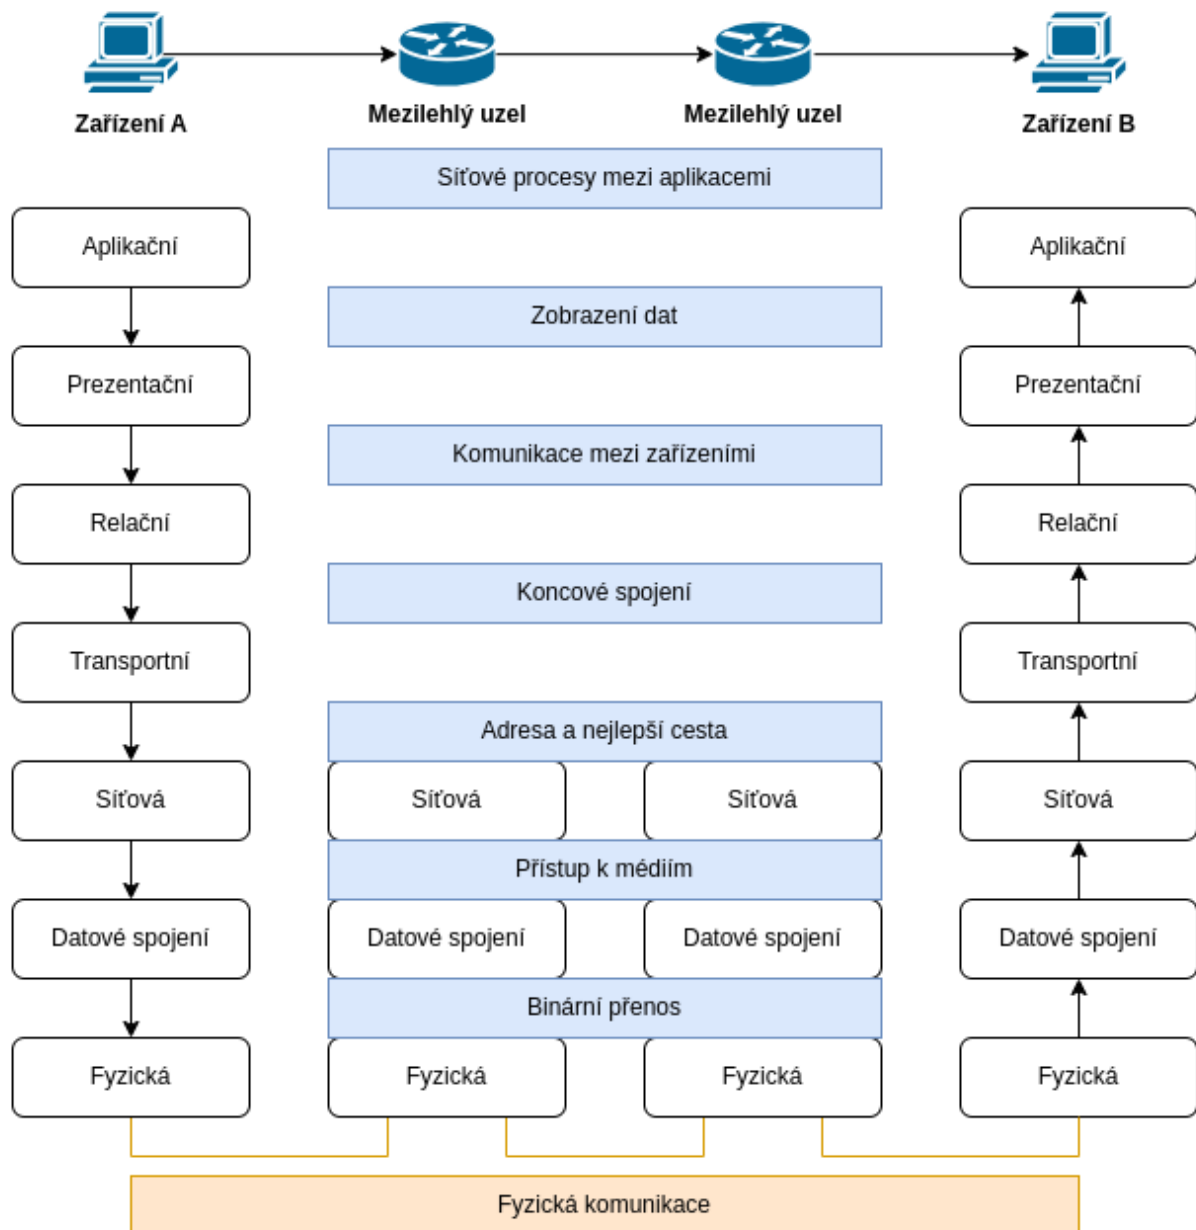 Zařízení A
Mezilehlý uzel
Mezilehlý uzel
Zařízení B
Síťové procesy mezi aplikacemi
Aplikační
Aplikační
Zobrazení dat
Prezentační
Prezentační
Komunikace mezi zařízeními
Relační
Relační
Koncové spojení
Transportní
Transportní
Adresa a nejlepší cesta
Síťová
Síťová
Síťová
Síťová
Přístup k médiím
Datové spojení
Datové spojení
Datové spojení
Datové spojení
Binární přenos
Fyzická
Fyzická
Fyzická
Fyzická
Fyzická komunikace